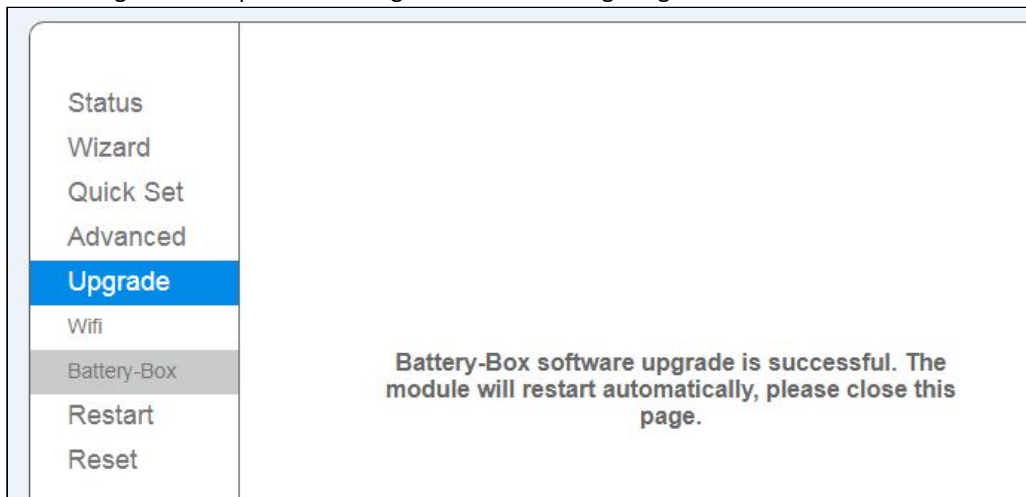 Status
Wizard
Quick Set
Advanced
Upgrade
Wifi
Battery-Box
Restart
Reset
Battery-Box software upgrade is successful. The
module will restart automatically, please close this
page.